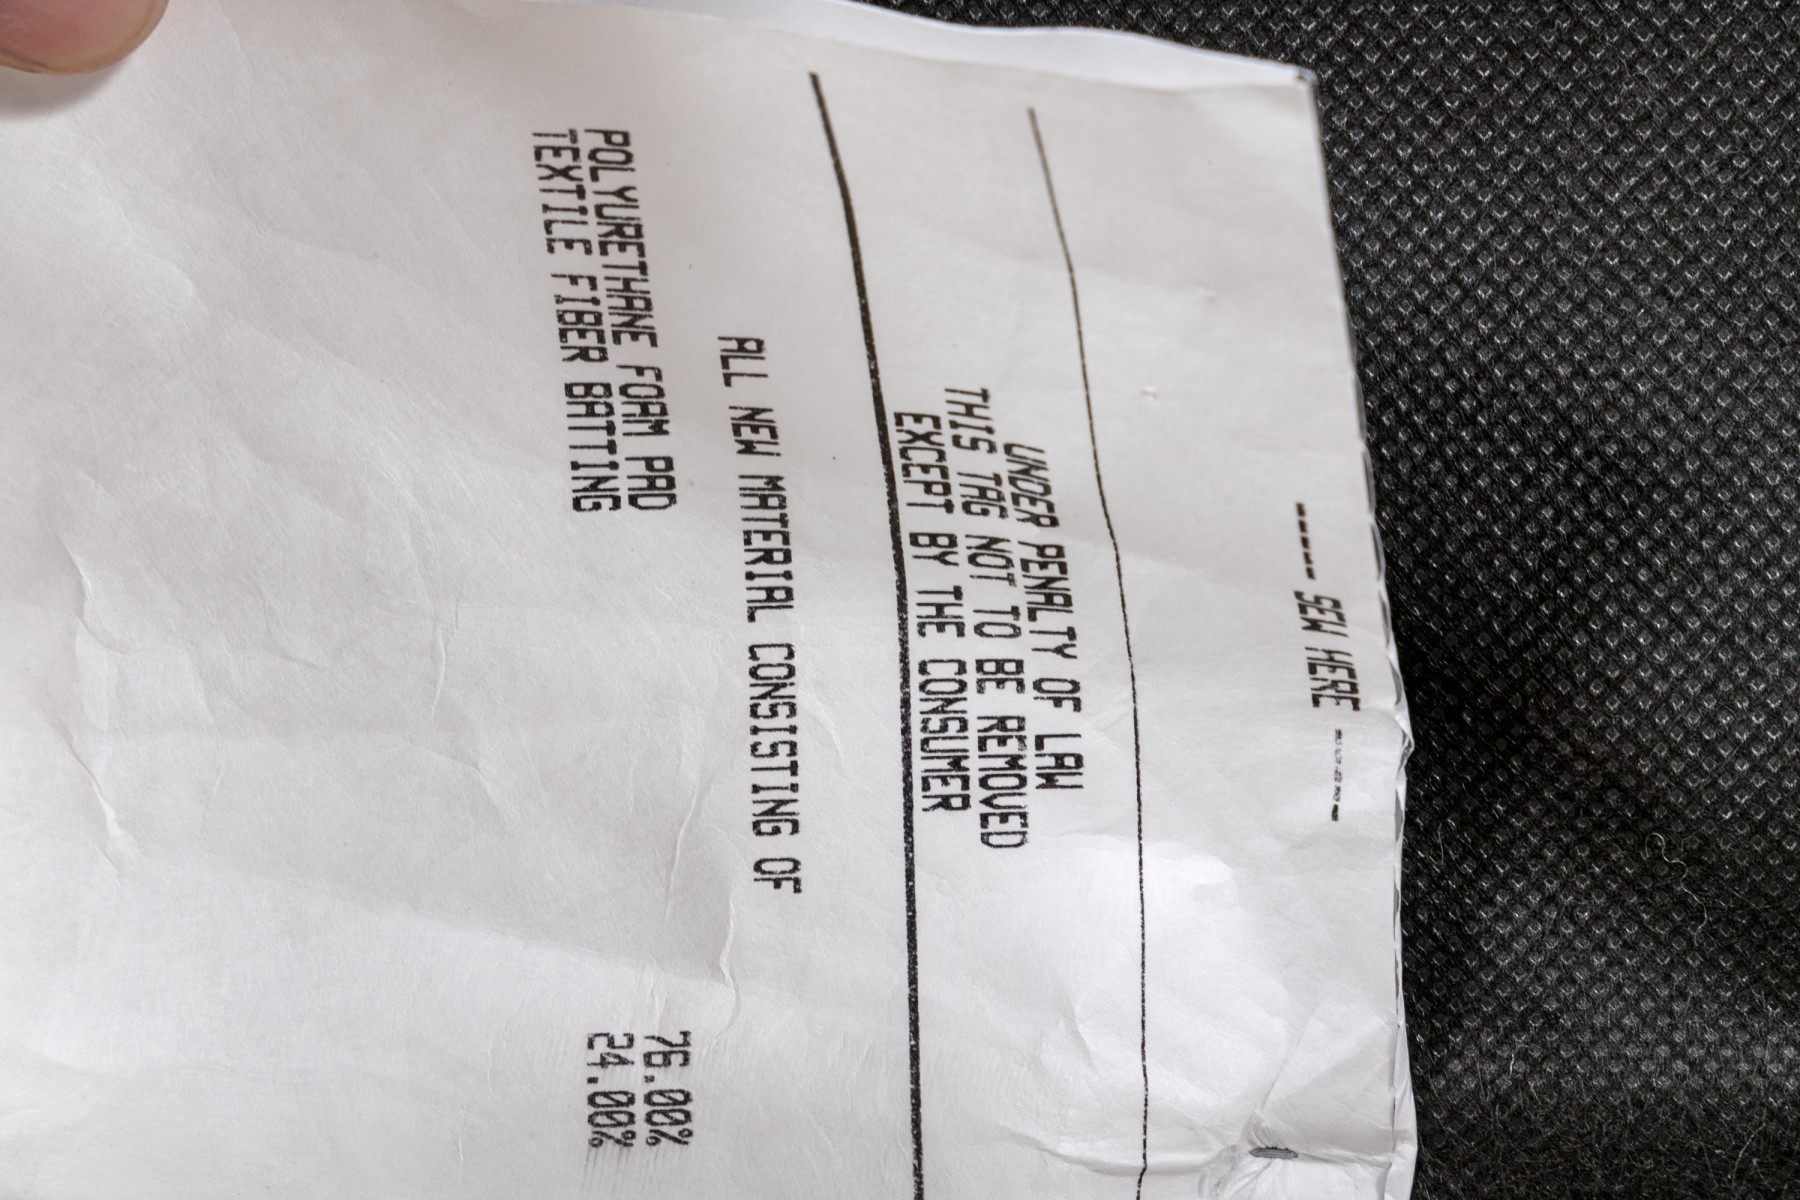 ----- SEW HERE -----
UNDER PENALTY OF LAW
THIS TAG NOT TO BE REMOVED
EXCEPT BY THE CONSUMER
ALL NEW MATERIAL CONSISTING OF
POLYURETHANE FOAM PAD 76.00%
TEXTILE FIBER BATTING 24.00%